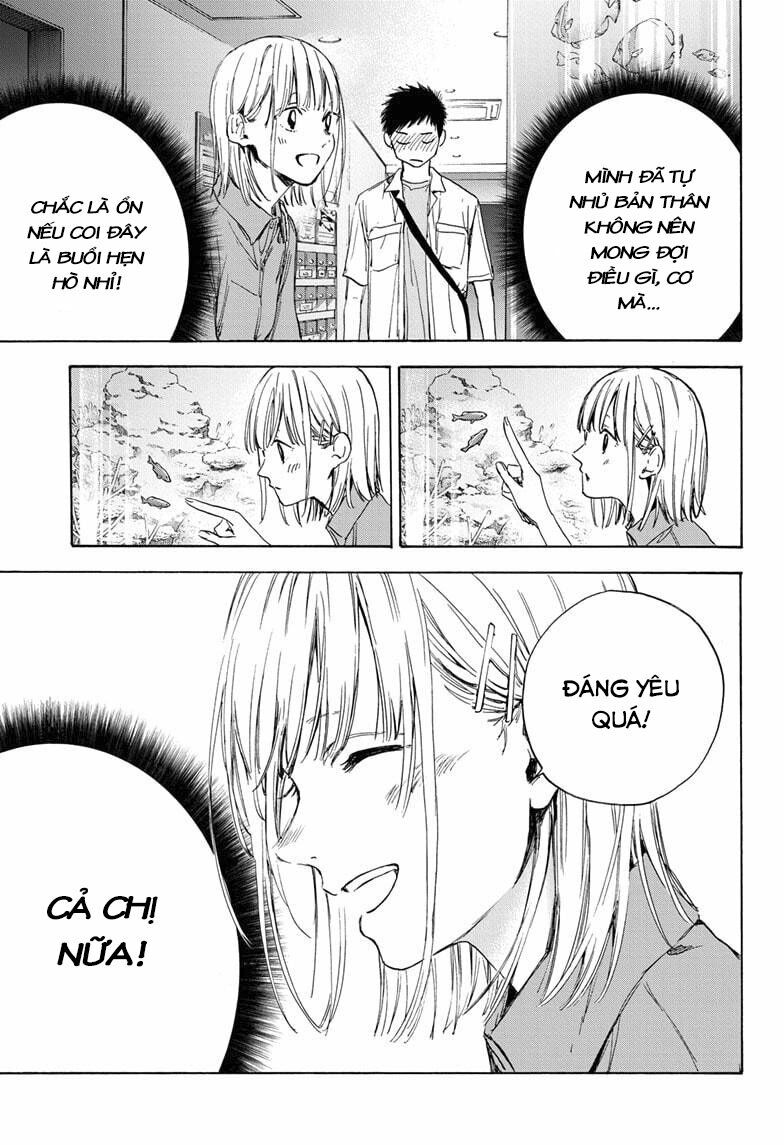 MÌNH ĐÃ TỰ
NHỦ BẢN THÂN
KHÔNG NÊN
MONG ĐỢI
ĐIỀU GÌ, CƠ
MÀ...
CHẮC LÀ ỔN
NẾU COI ĐÂY
LÀ BUỔI HẸN
HÒ NHỈ!
ĐÁNG YÊU
QUÁ!
CẢ CHỊ
NỮA!